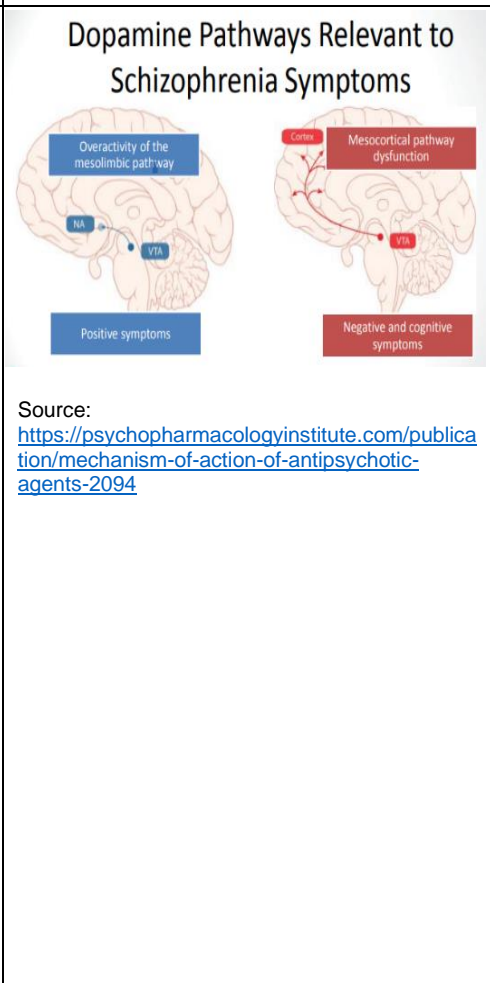 Dopamine Pathways Relevant to
Schizophrenia Symptoms
Overactivity of the
mesolimbic pathway
NA
VTA
Positive symptoms
Cortex
Mesocortical pathway
dysfunction
VTA
Negative and cognitive
symptoms
Source:
https://psychopharmacologyinstitute.com/publica
tion/mechanism-of-action-of-antipsychotic-
agents-2094